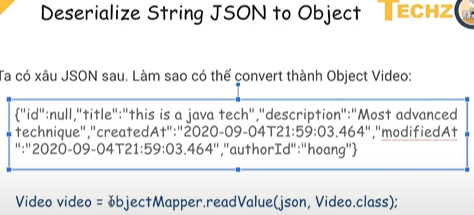 Deserialize String JSON to Object TECHZ
Ta có xâu JSON sau. Làm sao có thể convert thành Object Video:
{"id":null,"title":"this is a java tech","description":"Most advanced
technique","createdAt":"2020-09-04T21:59:03.464","modifiedAt
":"2020-09-04T21:59:03.464","authorId":"hoang"}
Video video = objectMapper.readValue(json, Video.class);